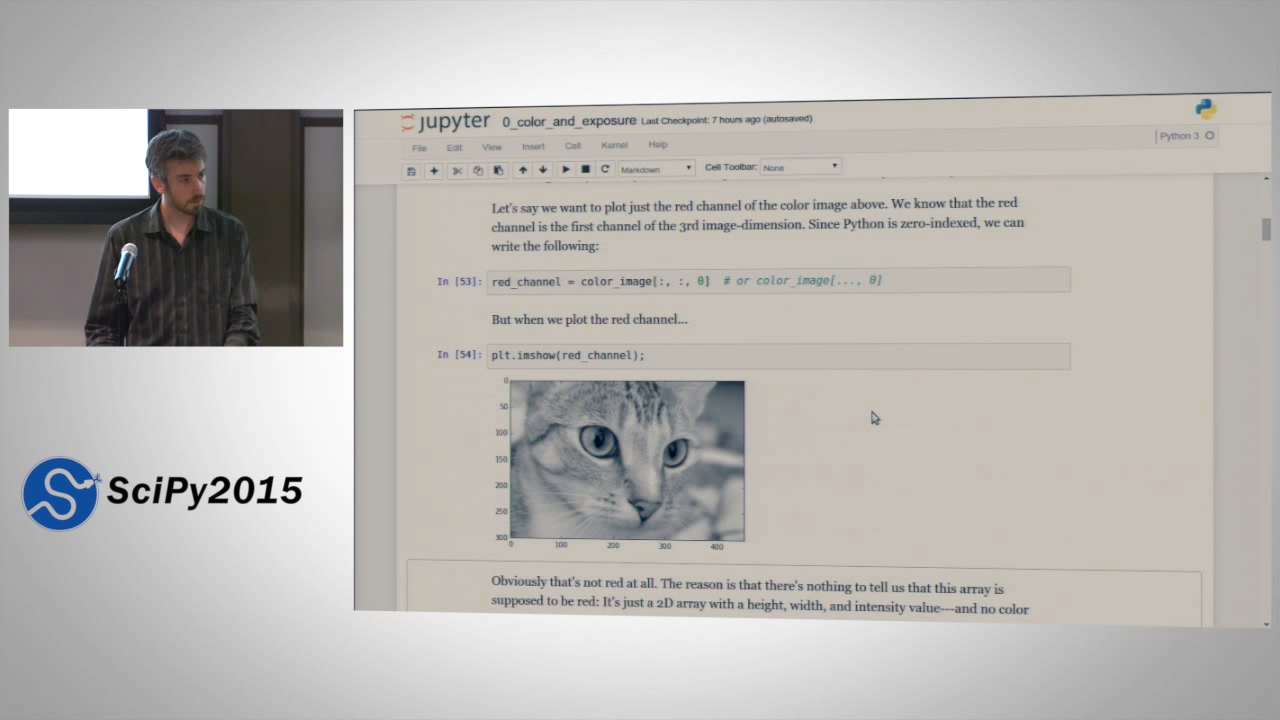 jupyter 0_color_and_exposure Last Checkpoint: 7 hours ago (autosaved)
File Edit View Insert Cell Kernel Help
Python 3
Markdown Cell Toolbar: None
Let's say we want to plot just the red channel of the color image above. We know that the red
channel is the first channel of the 3rd image-dimension. Since Python is zero-indexed, we can
write the following:
In [53]: red_channel = color_image[:, :, 0] # or color_image[..., 0]
But when we plot the red channel...
In [54]: plt.imshow(red_channel);
0
50
100
150
200
250
300
0 100 200 300 400
Obviously that's not red at all. The reason is that there's nothing to tell us that this array is
supposed to be red: It's just a 2D array with a height, width, and intensity value---and no color
SciPy2015